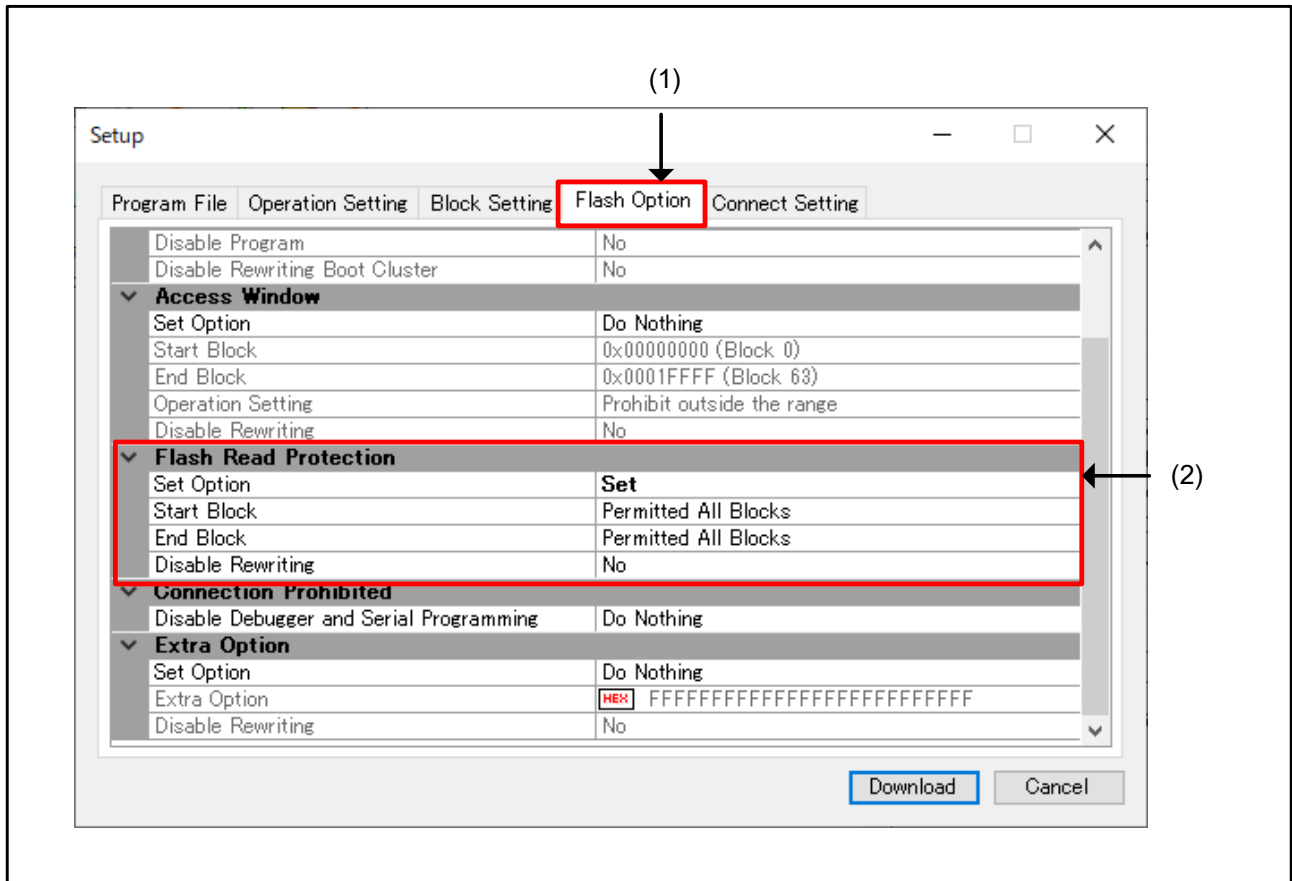 (1)
Setup
Program File Operation Setting Block Setting Flash Option Connect Setting
Disable Program No
Disable Rewriting Boot Cluster No
Access Window
Set Option Do Nothing
Start Block 0x00000000 (Block 0)
End Block 0x0001FFFF (Block 63)
Operation Setting Prohibit outside the range
Disable Rewriting No
Flash Read Protection
Set Option Set
(2)
Start Block Permitted All Blocks
End Block Permitted All Blocks
Disable Rewriting No
Connection Prohibited
Disable Debugger and Serial Programming Do Nothing
Extra Option
Set Option Do Nothing
Extra Option HEX FFFFFFFFFFFFFFFFFFFFFFFFFF
Disable Rewriting No
Download Cancel